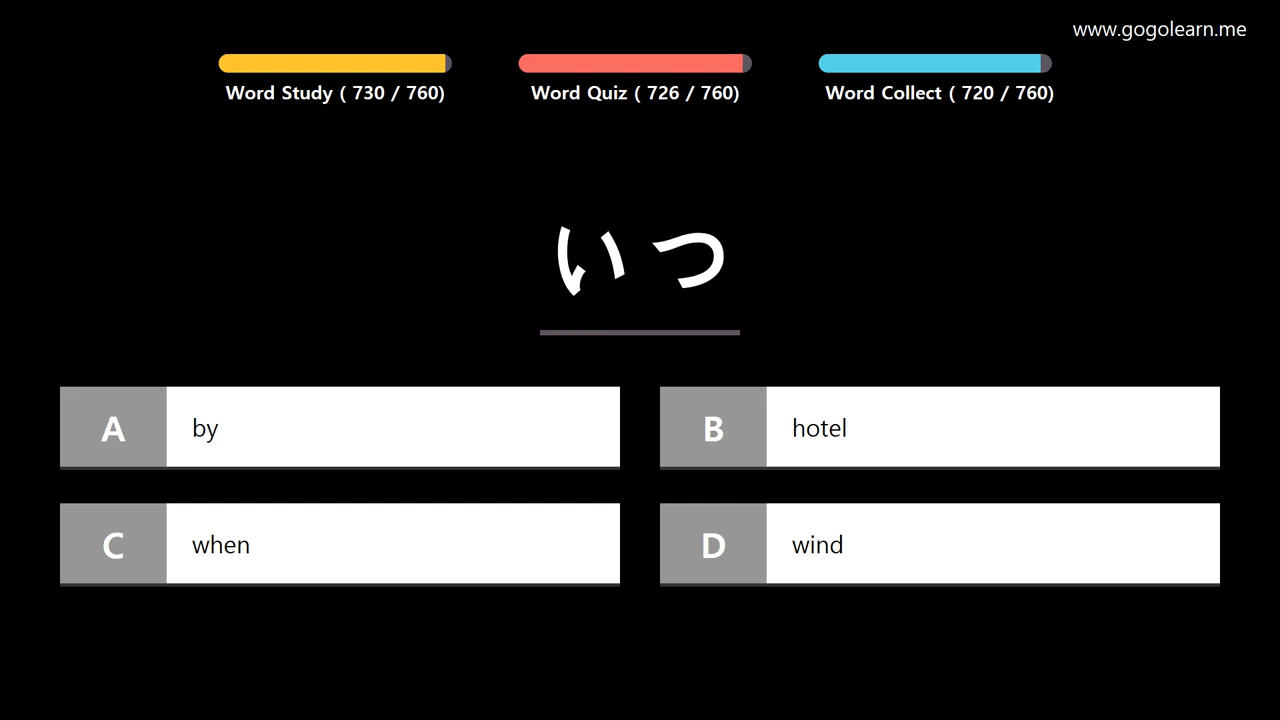 www.gogolearn.me
Word Study ( 730 / 760)
Word Quiz ( 726 / 760)
Word Collect ( 720 / 760)
いつ
A by
B hotel
C when
D wind